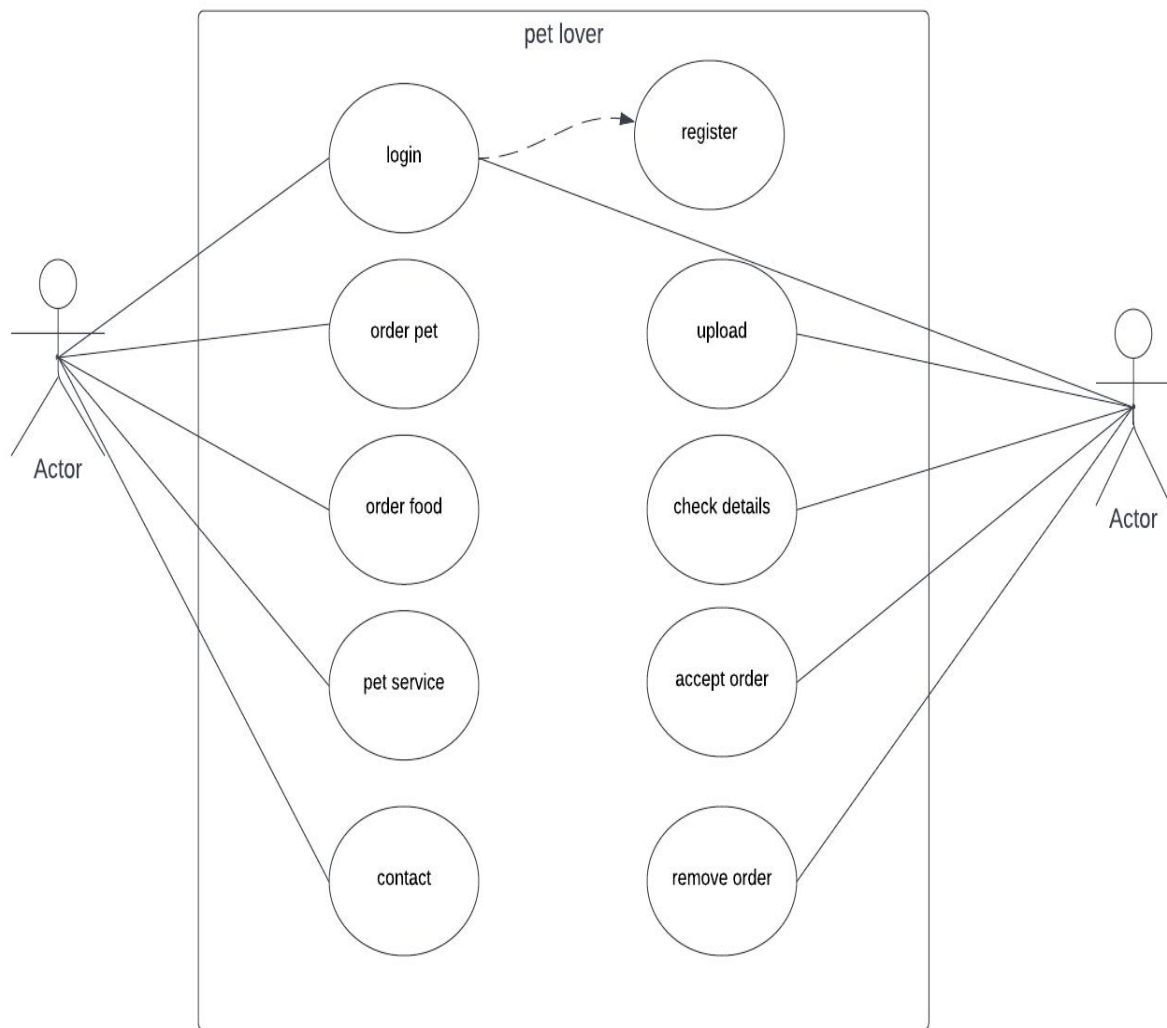 pet lover
login
register
order pet
upload
Actor
order food
check details
Actor
pet service
accept order
contact
remove order